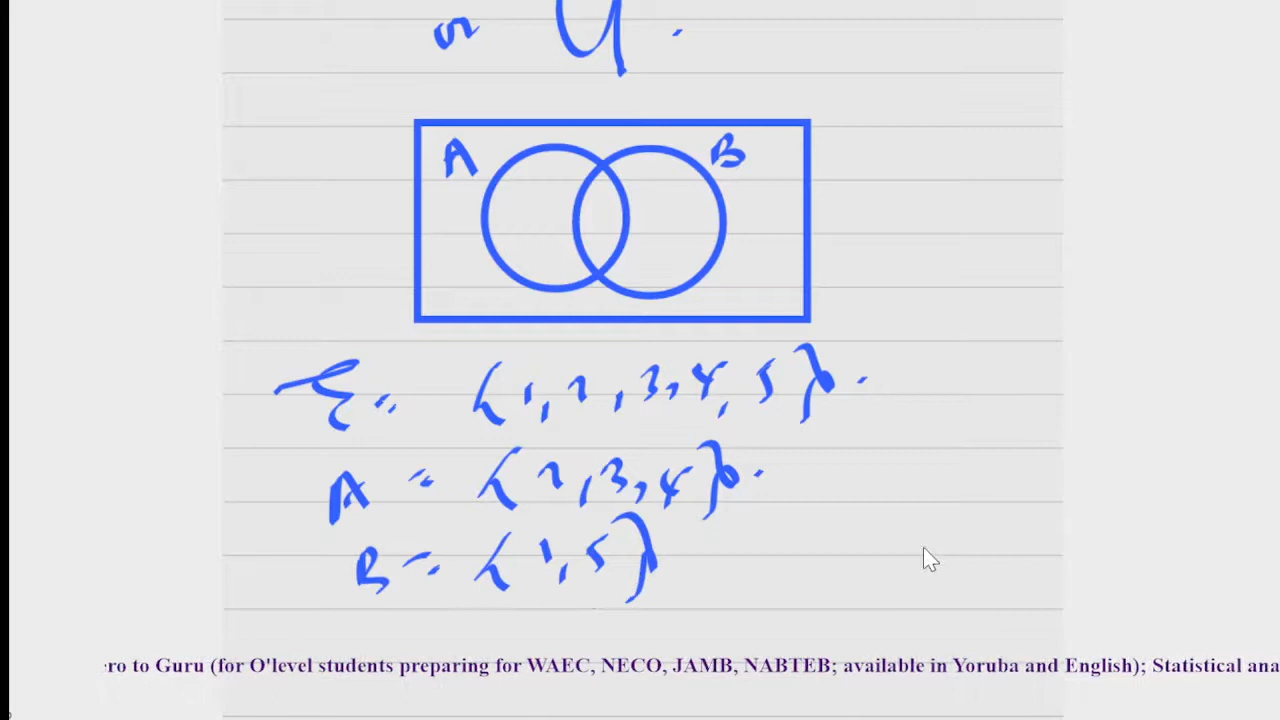 or U.
A B
ξ = {1, 2, 3, 4, 5}.
A = {2, 3, 4}.
B = {1, 5}
ro to Guru (for O'level students preparing for WAEC, NECO, JAMB, NABTEB; available in Yoruba and English); Statistical ana